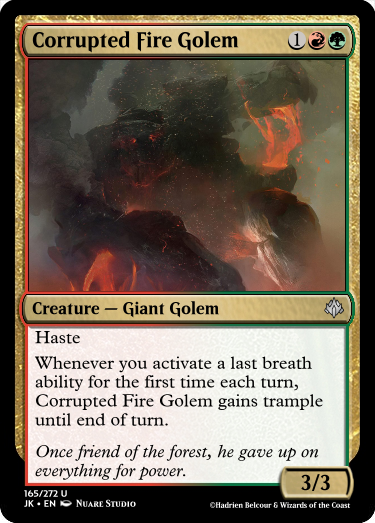 Corrupted Fire Golem 1
Creature — Giant Golem
Haste
Whenever you activate a last breath
ability for the first time each turn,
Corrupted Fire Golem gains trample
until end of turn.
Once friend of the forest, he gave up on
everything for power.
3/3
165/272 U
JK • EN Nuare Studio
©Hadrien Belcour & Wizards of the Coast